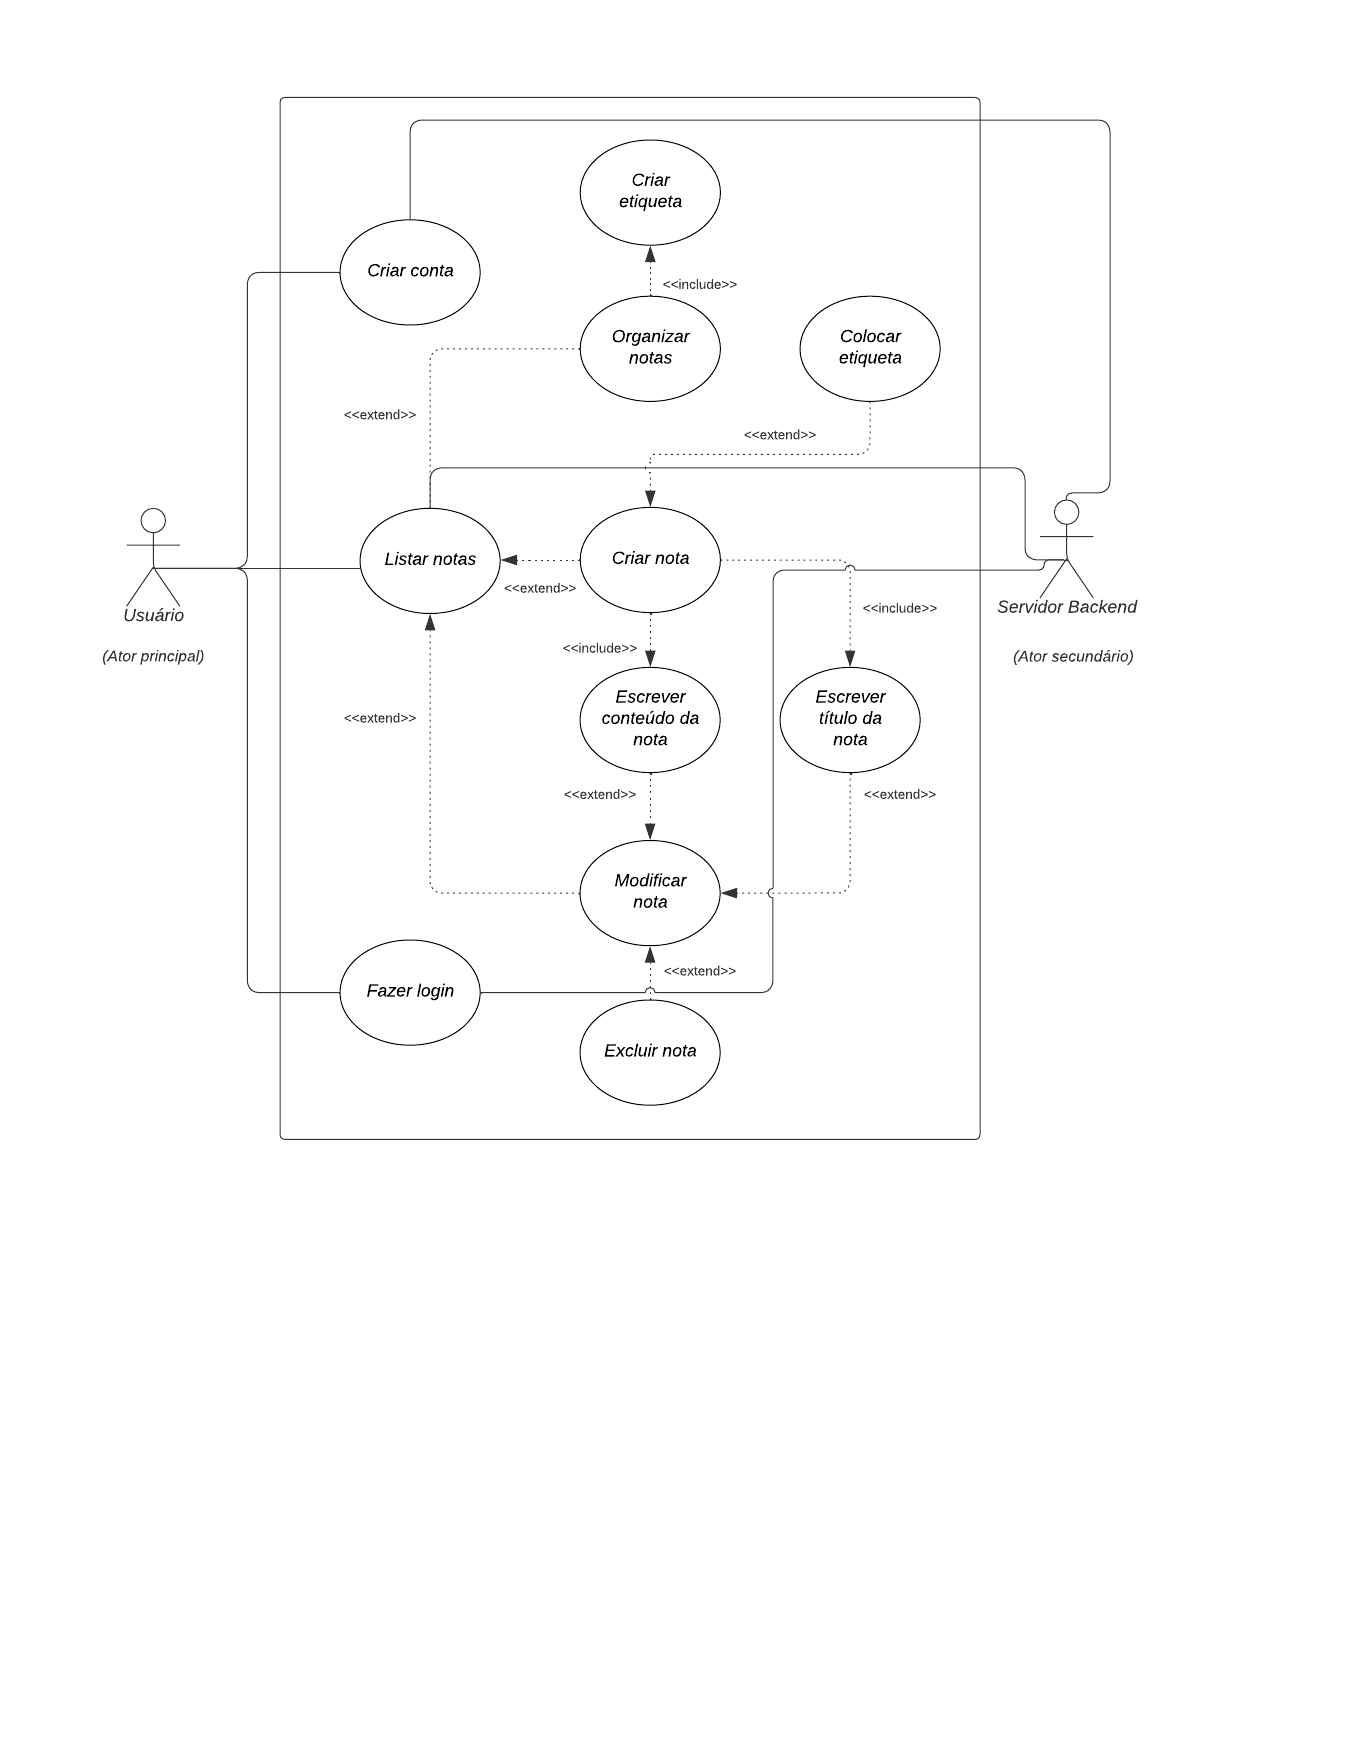 Criar
etiqueta
Criar conta
<<include>>
Organizar
notas
Colocar
etiqueta
<<extend>>
<<extend>>
Listar notas
Criar nota
<<extend>>
<<include>>
Usuário
Servidor Backend
(Ator principal)
(Ator secundário)
<<include>>
Escrever
conteúdo da
nota
Escrever
título da
nota
<<extend>>
<<extend>>
<<extend>>
Modificar
nota
<<extend>>
Fazer login
Excluir nota